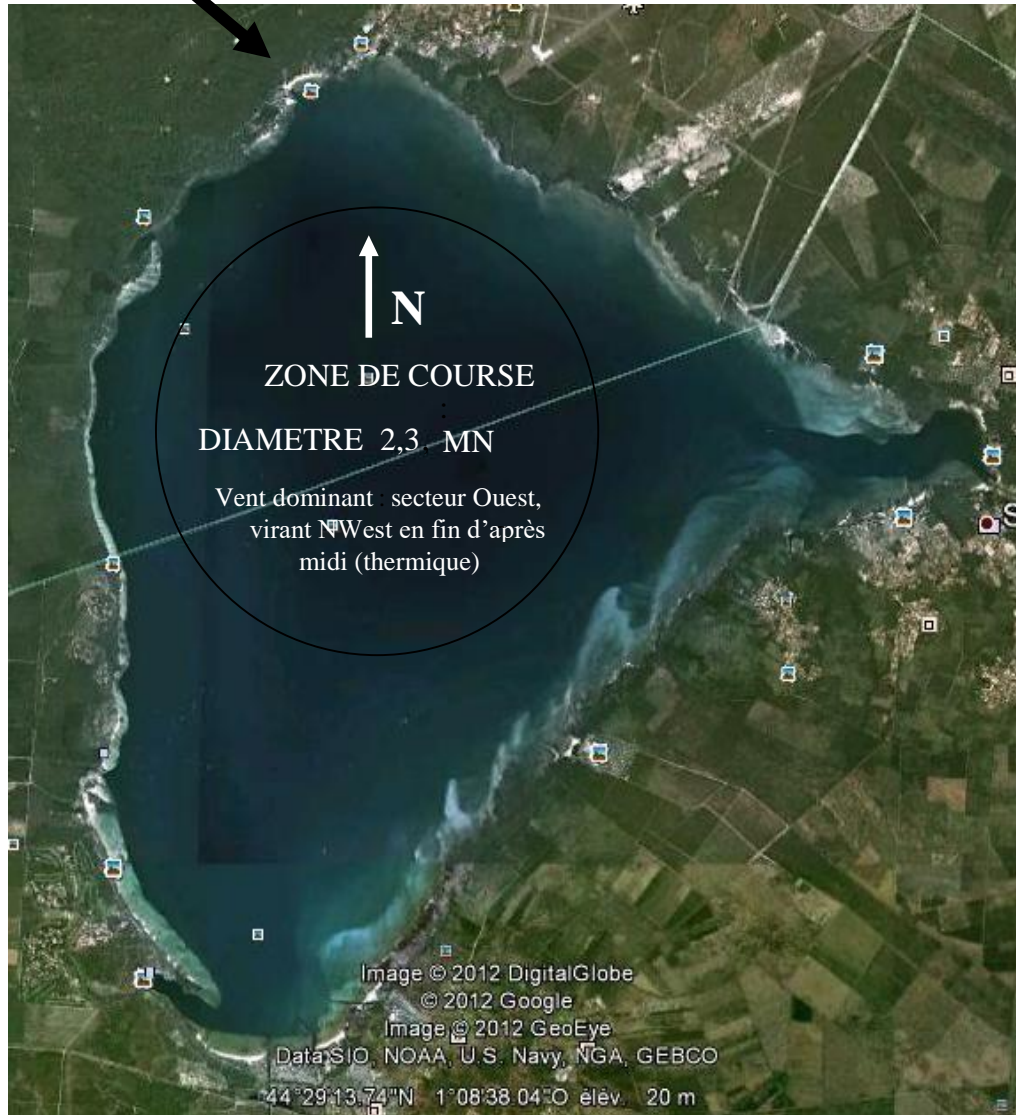 N
ZONE DE COURSE
:
DIAMETRE 2,3 MN
Vent dominant : secteur Ouest,
virant NWest en fin d'après
midi (thermique)
S
Image © 2012 DigitalGlobe
© 2012 Google
Image © 2012 GeoEye
Data SIO, NOAA, U.S. Navy, NGA, GEBCO
44°29'13.74"N 1°08'38.04"O élév. 20 m